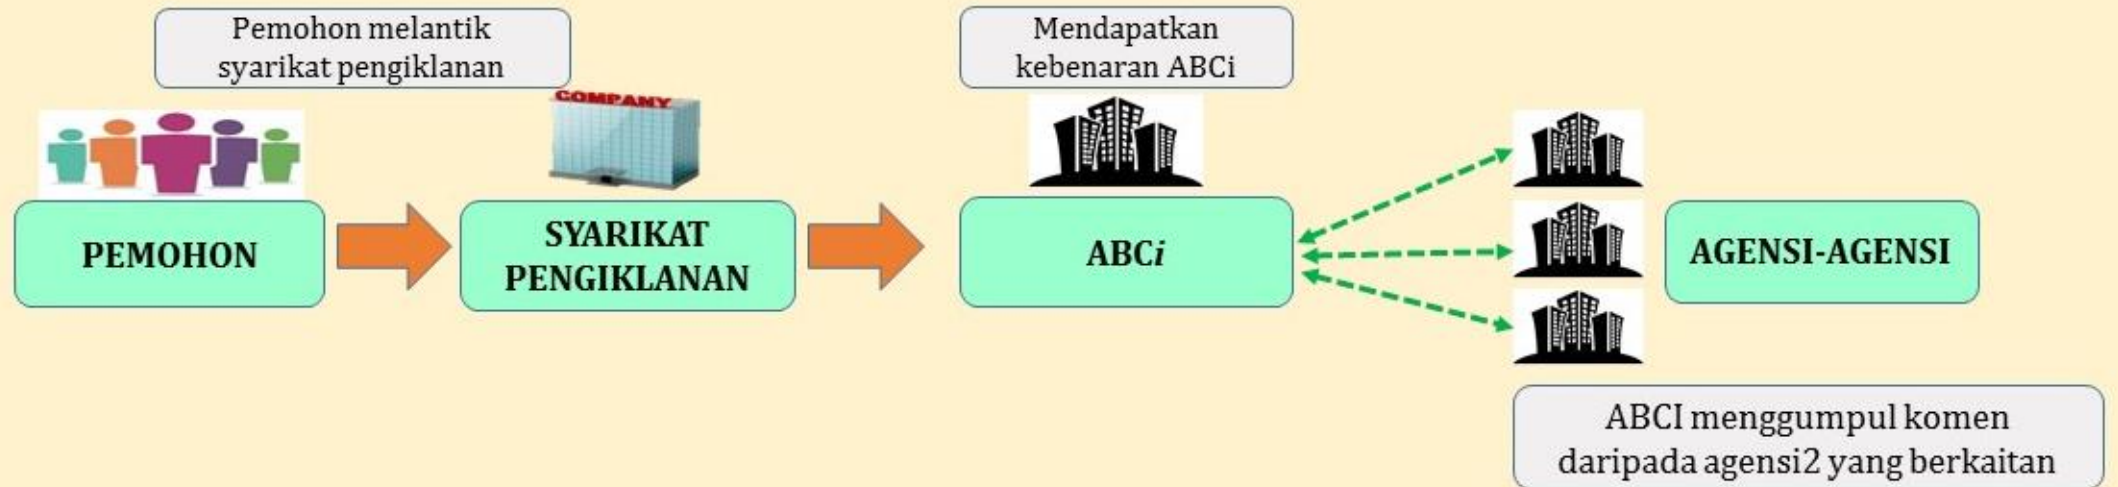 Pemohon melantik
syarikat pengiklanan
Mendapatkan
kebenaran ABCi
COMPANY
PEMOHON
SYARIKAT
PENGIKLANAN
ABCi
AGENSI-AGENSI
ABCI menggumpul komen
daripada agensi2 yang berkaitan